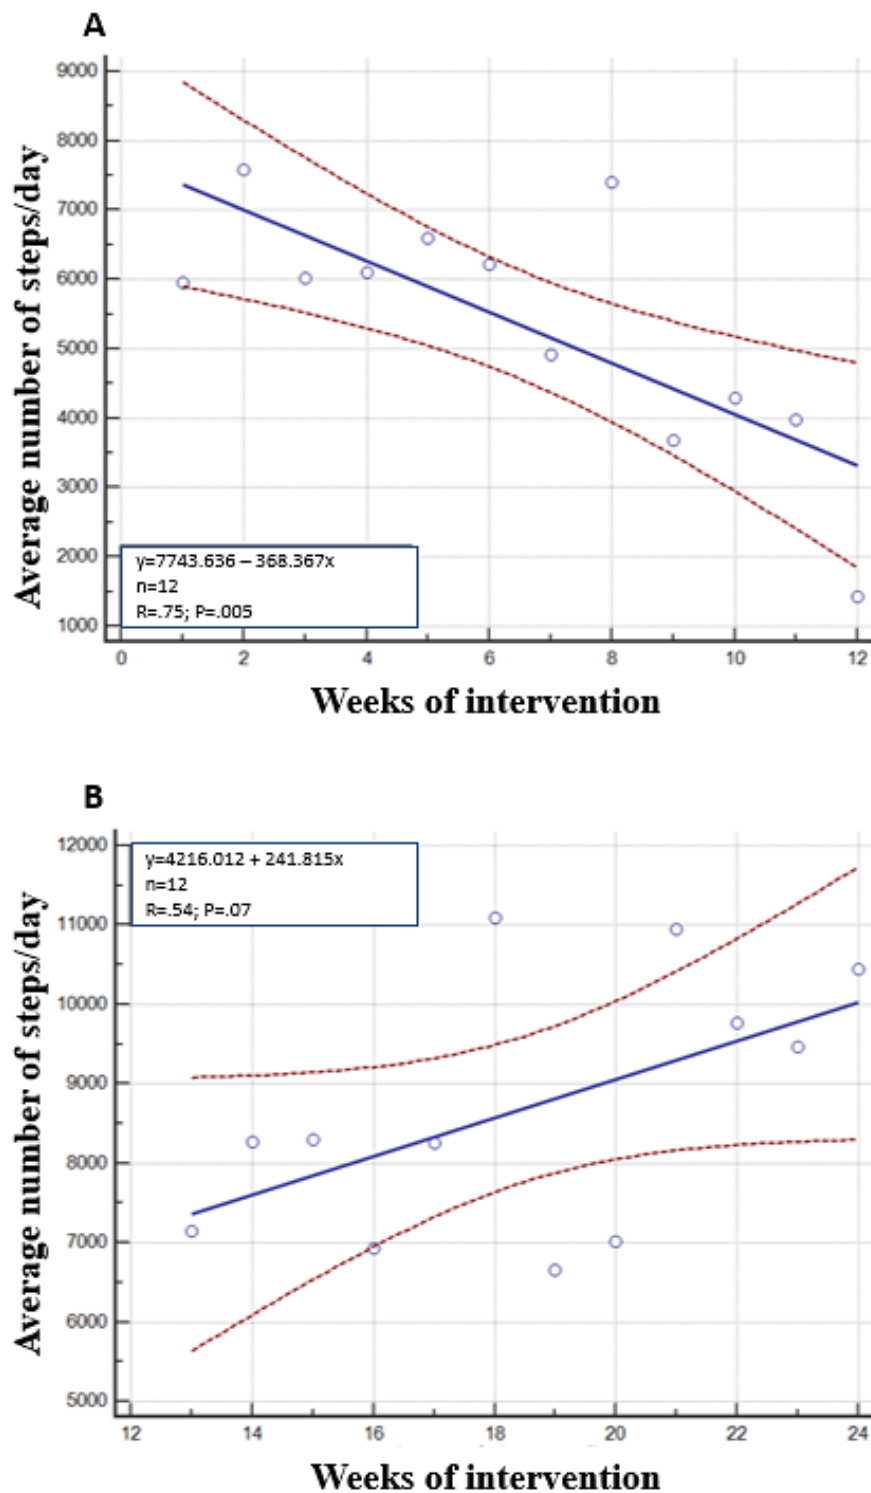 A
Average number of steps/day
9000
8000
7000
6000
5000
4000
3000
2000
1000
y=7743.636 – 368.367x
n=12
R=.75; P=.005
0 2 4 6 8 10 12
Weeks of intervention
B
Average number of steps/day
12000
11000
10000
9000
8000
7000
6000
5000
y=4216.012 + 241.815x
n=12
R=.54; P=.07
12 14 16 18 20 22 24
Weeks of intervention